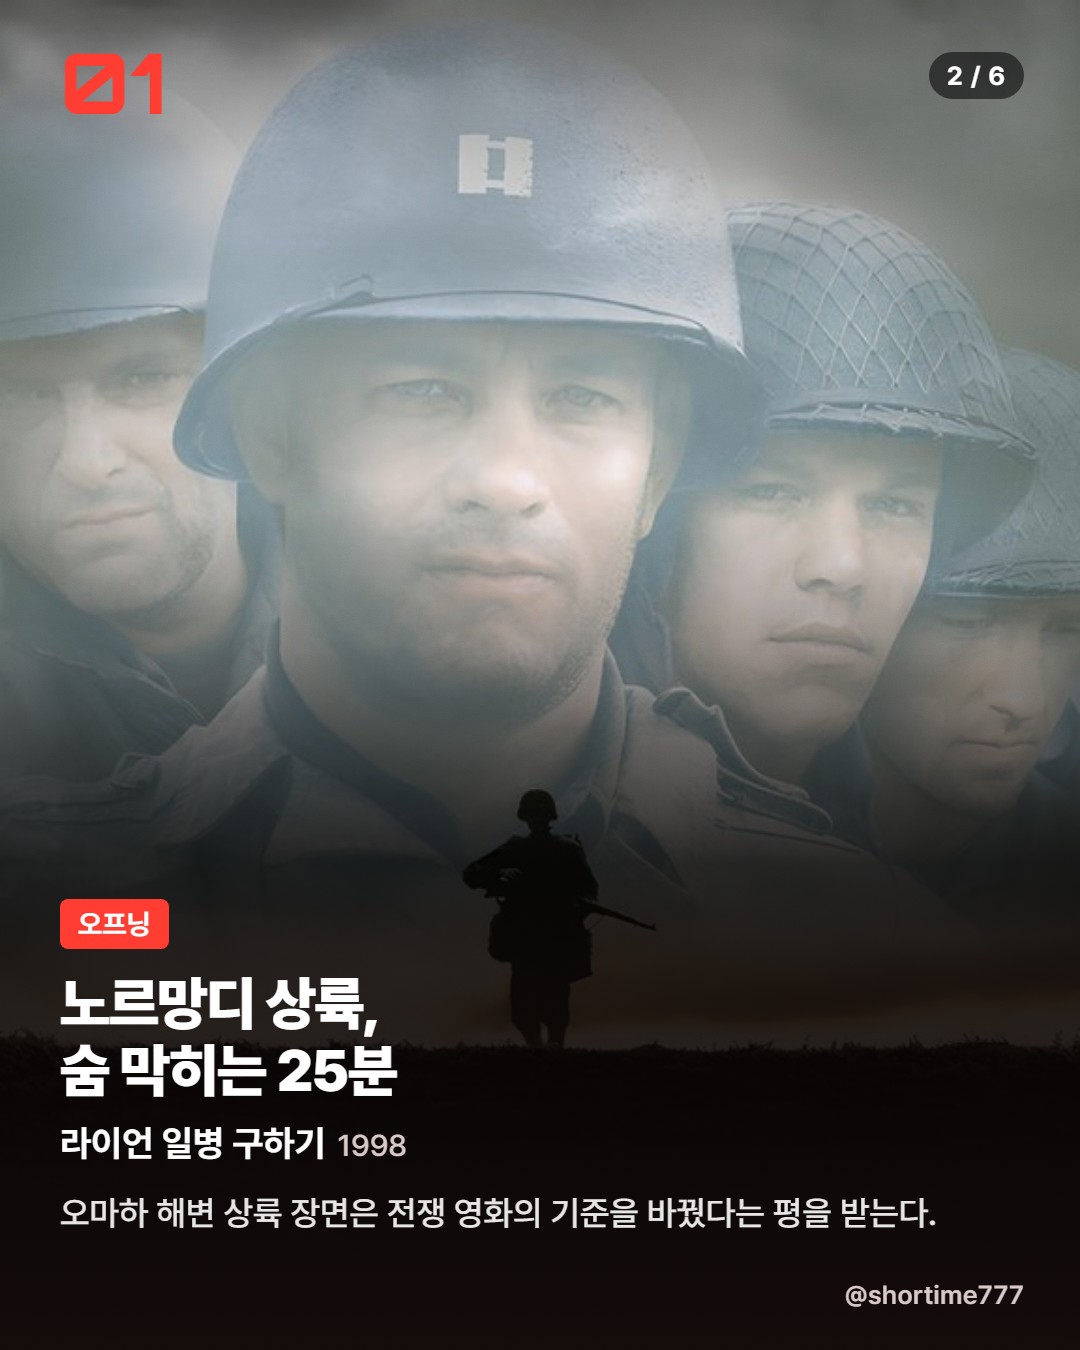 01
2 / 6
오프닝
노르망디 상륙,
숨 막히는 25분
라이언 일병 구하기 1998
오마하 해변 상륙 장면은 전쟁 영화의 기준을 바꿨다는 평을 받는다.
@shortime777